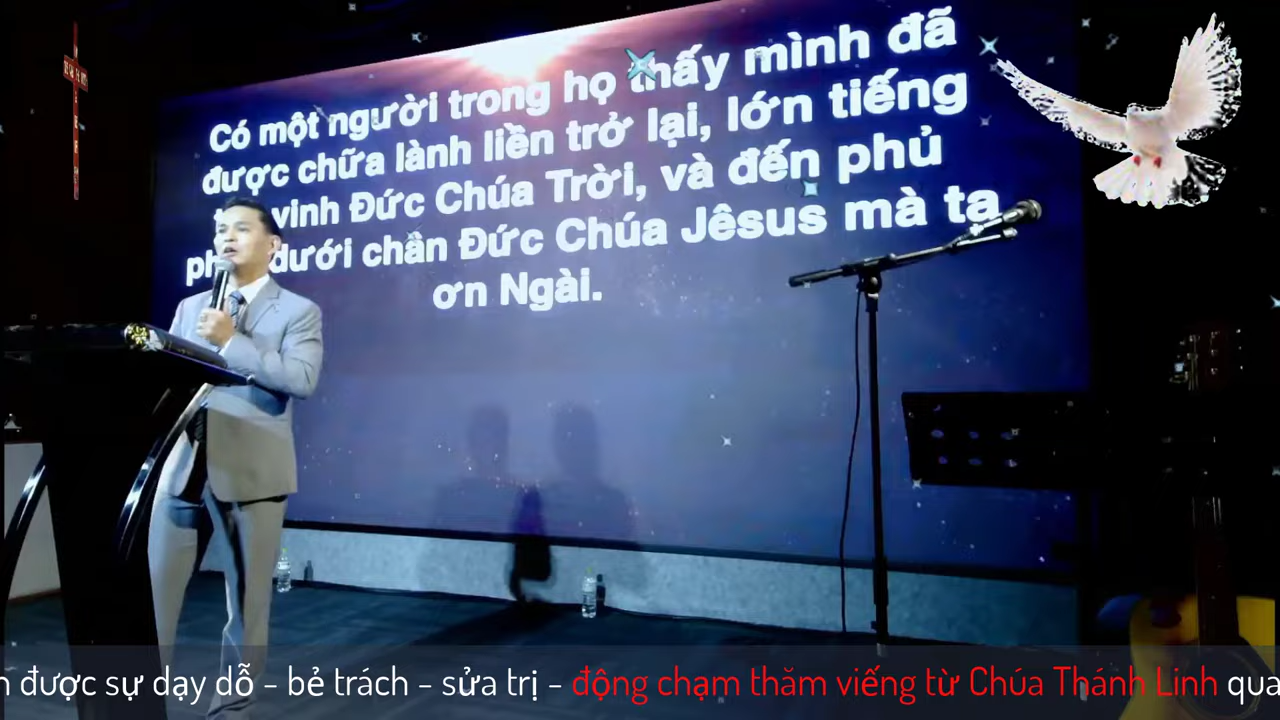 Có một người trong họ thấy mình đã
được chữa lành liền trở lại, lớn tiếng
vinh Đức Chúa Trời, và đến phủ
dưới chân Đức Chúa Jêsus mà tạ
ơn Ngài.
được sự dạy dỗ - bẻ trách - sửa trị - động chạm thăm viếng từ Chúa Thánh Linh